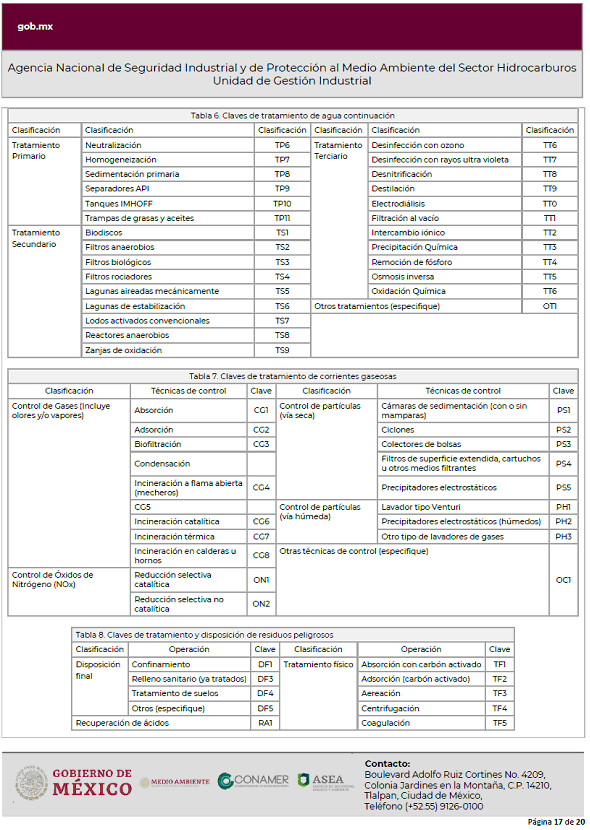 gob.mx
Agencia Nacional de Seguridad Industrial y de Protección al Medio Ambiente del Sector Hidrocarburos
Unidad de Gestión Industrial
Tabla 6. Claves de tratamiento de agua continuación
Clasificación Clasificación Clasificación Clasificación Clasificación Clasificación
Tratamiento Primario Neutralización TP6 Tratamiento Terciario Desinfección con ozono TT6
Homogeneización TP7 Desinfección con rayos ultra violeta TT7
Sedimentación primaria TP8 Desnitrificación TT8
Separadores API TP9 Destilación TT9
Tanques IMHOFF TP10 Electrodiálisis TT0
Trampas de grasas y aceites TP11 Filtración al vacío TT1
Tratamiento Secundario Biodiscos TS1 Intercambio iónico TT2
Filtros anaerobios TS2 Precipitación Química TT3
Filtros biológicos TS3 Remoción de fósforo TT4
Filtros rociadores TS4 Osmosis inversa TT5
Lagunas aireadas mecánicamente TS5 Oxidación Química TT6
Lagunas de estabilización TS6 Otros tratamientos (especifique) OT1
Lodos activados convencionales TS7
Reactores anaerobios TS8
Zanjas de oxidación TS9
Tabla 7. Claves de tratamiento de corrientes gaseosas
Clasificación Técnicas de control Clave Clasificación Técnicas de control Clave
Control de Gases (Incluye olores y/o vapores) Absorción CG1 Control de partículas (vía seca) Cámaras de sedimentación (con o sin mamparas) PS1
Adsorción CG2 Ciclones PS2
Biofiltración CG3 Colectores de bolsas PS3
Condensación Filtros de superficie extendida, cartuchos u otros medios filtrantes PS4
Incineración a flama abierta (mecheros) CG4 Precipitadores electrostáticos PS5
CG5 Control de partículas (vía húmeda) Lavador tipo Venturi PH1
Incineración catalítica CG6 Precipitadores electrostáticos (húmedos) PH2
Incineración térmica CG7 Otro tipo de lavadores de gases PH3
Incineración en calderas u hornos CG8 Otras técnicas de control (especifique) OC1
Control de Óxidos de Nitrógeno (NOx) Reducción selectiva catalítica ON1
Reducción selectiva no catalítica ON2
Tabla 8. Claves de tratamiento y disposición de residuos peligrosos
Clasificación Operación Clave Clasificación Operación Clave
Disposición final Confinamiento DF1 Tratamiento físico Absorción con carbón activado TF1
Relleno sanitario (ya tratados) DF3 Adsorción (carbón activado) TF2
Tratamiento de suelos DF4 Aereación TF3
Otros (especifique) DF5 Centrifugación TF4
Recuperación de ácidos RA1 Coagulación TF5
GOBIERNO DE
MÉXICO
MEDIO AMBIENTE
CONAMER
ASEA
Contacto:
Boulevard Adolfo Ruiz Cortines No. 4209,
Colonia Jardines en la Montaña, C.P. 14210,
Tlalpan, Ciudad de México,
Teléfono (+52.55) 9126-0100
Página 17 de 20